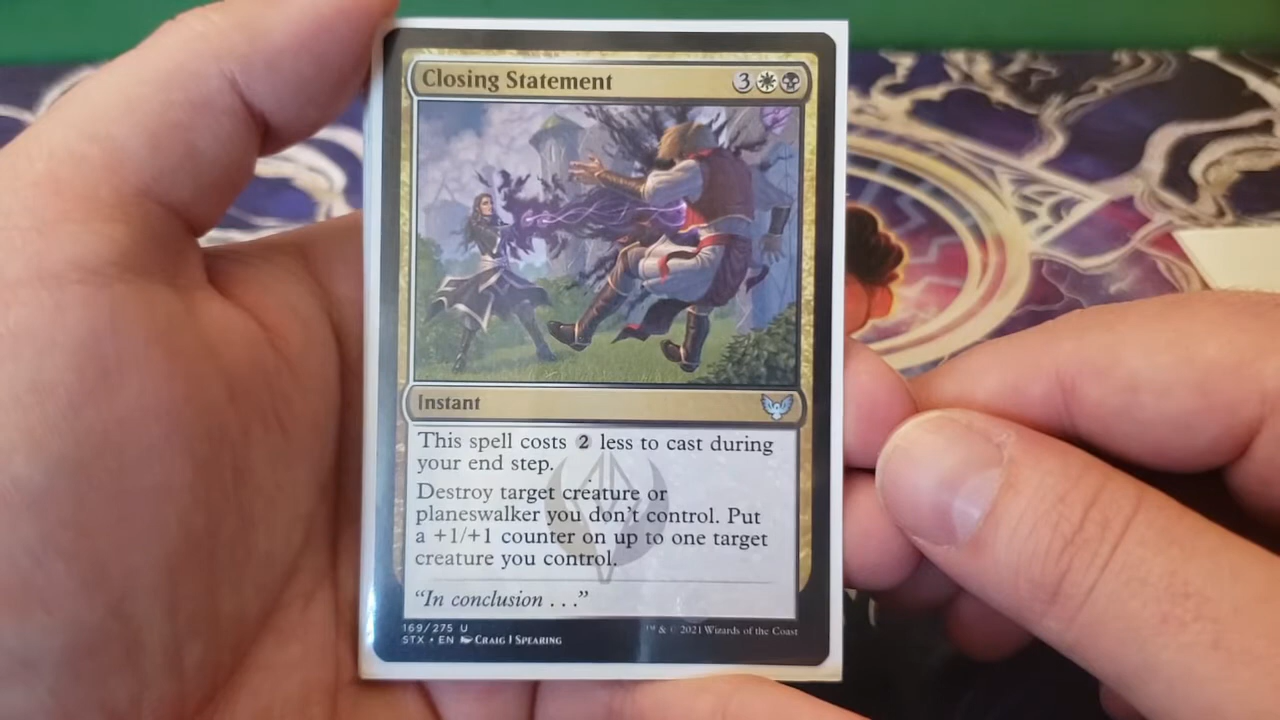 Closing Statement 3
Instant
This spell costs 2 less to cast during
your end step.
Destroy target creature or
planeswalker you don't control. Put
a +1/+1 counter on up to one target
creature you control.
"In conclusion . . ."
169/275 U
STX • EN Craig J Spearing
™ & © 2021 Wizards of the Coast